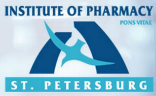 INSTITUTE OF PHARMACY
PONS VITAE
ST. PETERSBURG